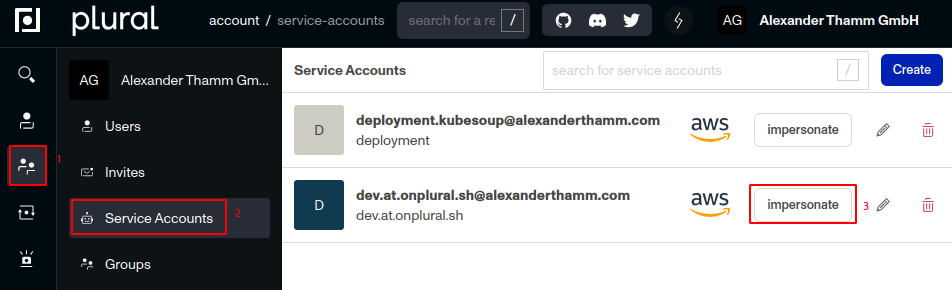 plural
account / service-accounts
search for a re
/
AG
Alexander Thamm GmbH
AG
Alexander Thamm Gm...
Users
1
Invites
Service Accounts
2
Groups
Service Accounts
search for service accounts
/
Create
D
deployment.kubesoup@alexanderthamm.com
deployment
aws
impersonate
D
dev.at.onplural.sh@alexanderthamm.com
dev.at.onplural.sh
aws
impersonate
3